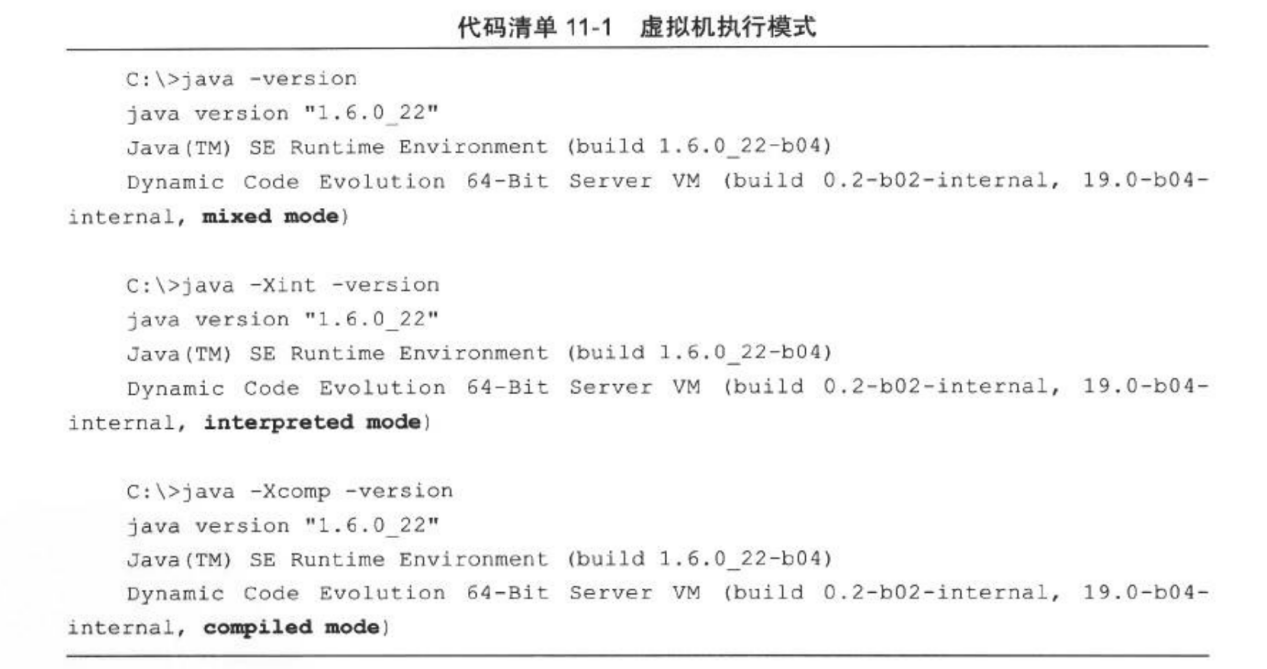 代码清单 11-1 虚拟机执行模式
C:\>java -version
java version "1.6.0_22"
Java(TM) SE Runtime Environment (build 1.6.0_22-b04)
Dynamic Code Evolution 64-Bit Server VM (build 0.2-b02-internal, 19.0-b04-
internal, mixed mode)
C:\>java -Xint -version
java version "1.6.0_22"
Java(TM) SE Runtime Environment (build 1.6.0_22-b04)
Dynamic Code Evolution 64-Bit Server VM (build 0.2-b02-internal, 19.0-b04-
internal, interpreted mode)
C:\>java -Xcomp -version
java version "1.6.0_22"
Java(TM) SE Runtime Environment (build 1.6.0_22-b04)
Dynamic Code Evolution 64-Bit Server VM (build 0.2-b02-internal, 19.0-b04-
internal, compiled mode)